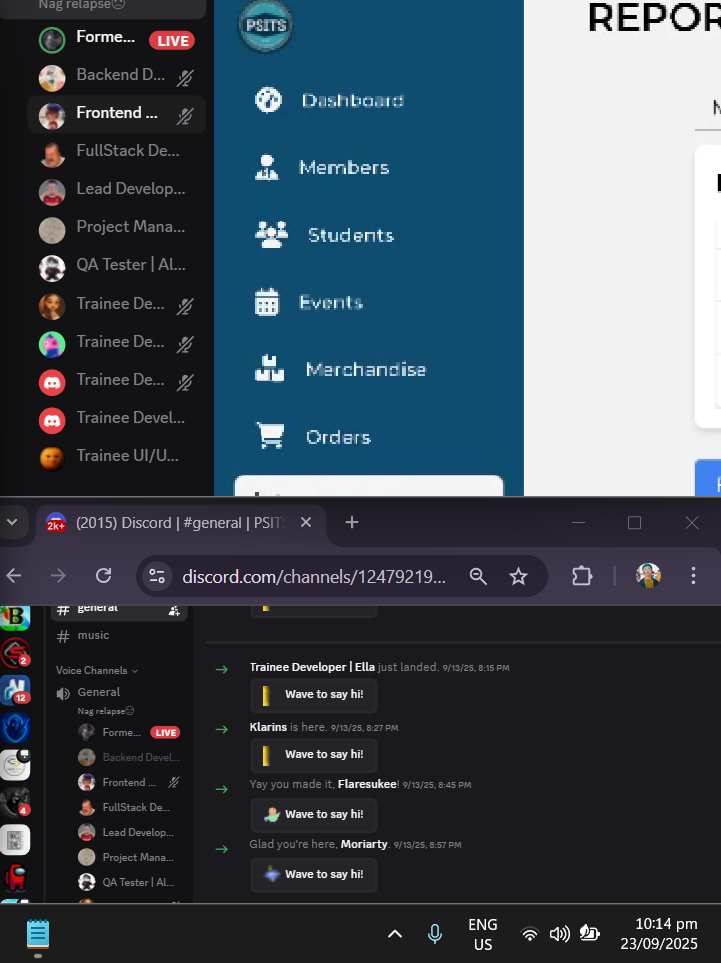 Nag relapse
Forme... LIVE
Backend D...
Frontend ...
FullStack De...
Lead Develop...
Project Mana...
QA Tester | Al...
Trainee De...
Trainee De...
Trainee De...
Trainee Devel...
Trainee UI/U...
PSITS
Dashboard
Members
Students
Events
Merchandise
Orders
REPOR
2k+ (2015) Discord | #general | PSIT
discord.com/channels/12479219...
B
2
12
4
# general
# music
Voice Channels
General
Nag relapse
Forme... LIVE
Backend Devel...
Frontend ...
FullStack De...
Lead Develop...
Project Mana...
QA Tester | Al...
Trainee Developer | Ella just landed. 9/13/25, 8:15 PM
Wave to say hi!
Klarins is here. 9/13/25, 8:27 PM
Wave to say hi!
Yay you made it, Flaresukee! 9/13/25, 8:45 PM
Wave to say hi!
Glad you're here, Moriarty. 9/13/25, 8:57 PM
Wave to say hi!
ENG
US
10:14 pm
23/09/2025